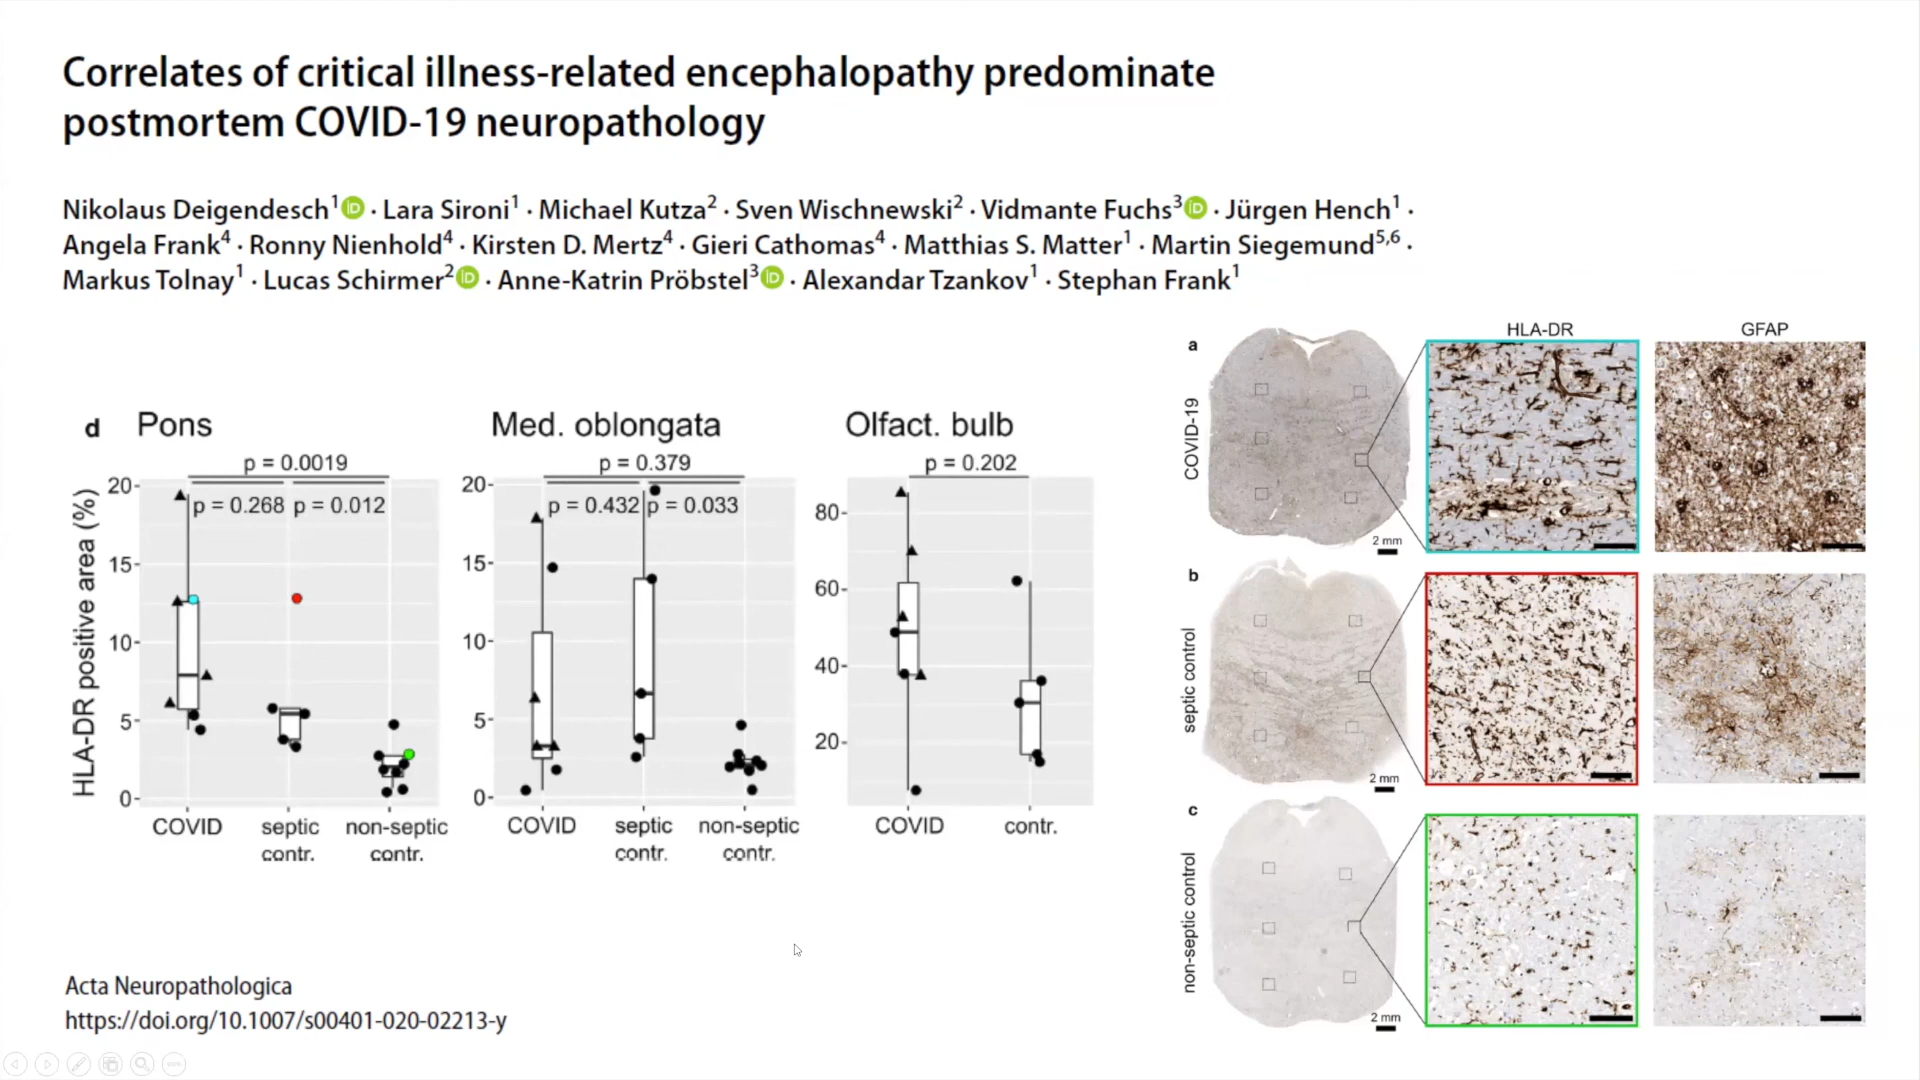 Correlates of critical illness-related encephalopathy predominate
postmortem COVID-19 neuropathology
Nikolaus Deigendesch1 iD · Lara Sironi1 · Michael Kutza2 · Sven Wischnewski2 · Vidmante Fuchs3 iD · Jürgen Hench1 ·
Angela Frank4 · Ronny Nienhold4 · Kirsten D. Mertz4 · Gieri Cathomas4 · Matthias S. Matter1 · Martin Siegemund5,6 ·
Markus Tolnay1 · Lucas Schirmer2 iD · Anne-Katrin Pröbstel3 iD · Alexandar Tzankov1 · Stephan Frank1
d Pons
p = 0.0019
p = 0.268 p = 0.012
HLA-DR positive area (%)
20
15
10
5
0
COVID septic contr. non-septic contr.
Med. oblongata
p = 0.379
p = 0.432 p = 0.033
20
15
10
5
0
COVID septic contr. non-septic contr.
Olfact. bulb
p = 0.202
80
60
40
20
COVID contr.
HLA-DR GFAP
a
COVID-19
2 mm
b
septic control
2 mm
c
non-septic control
2 mm
Acta Neuropathologica
https://doi.org/10.1007/s00401-020-02213-y